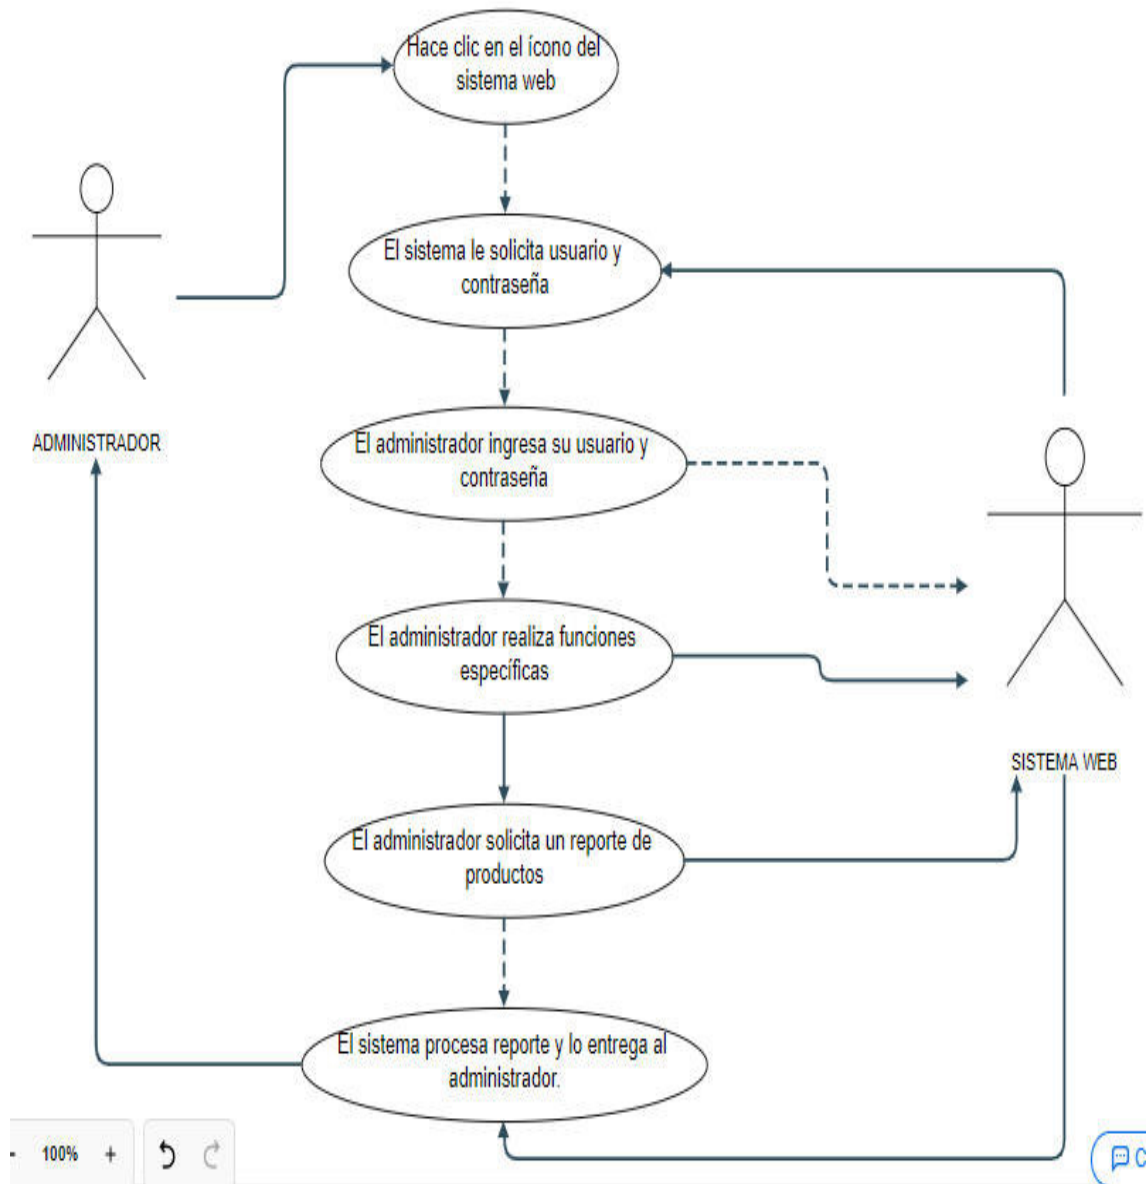 Hace clic en el ícono del
sistema web
El sistema le solicita usuario y
contraseña
ADMINISTRADOR
El administrador ingresa su usuario y
contraseña
El administrador realiza funciones
específicas
SISTEMA WEB
El administrador solicita un reporte de
productos
El sistema procesa reporte y lo entrega al
administrador.
- 100% +
C